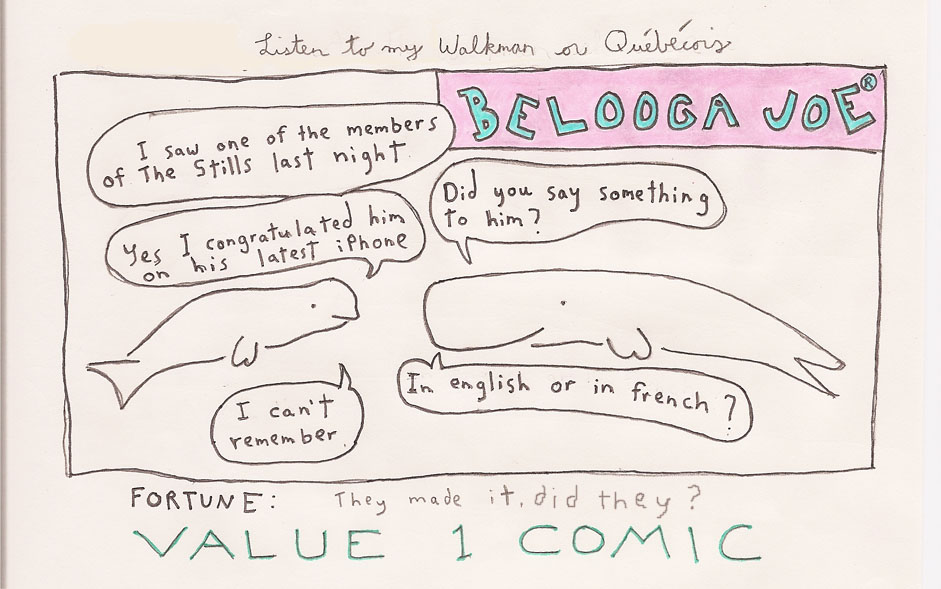 Listen to my Walkman or Québécois
BELOOGA JOE®
I saw one of the members
of The Stills last night
Did you say something
to him?
Yes I congratulated him
on his latest iPhone
In english or in french?
I can't
remember
FORTUNE: They made it, did they?
VALUE 1 COMIC